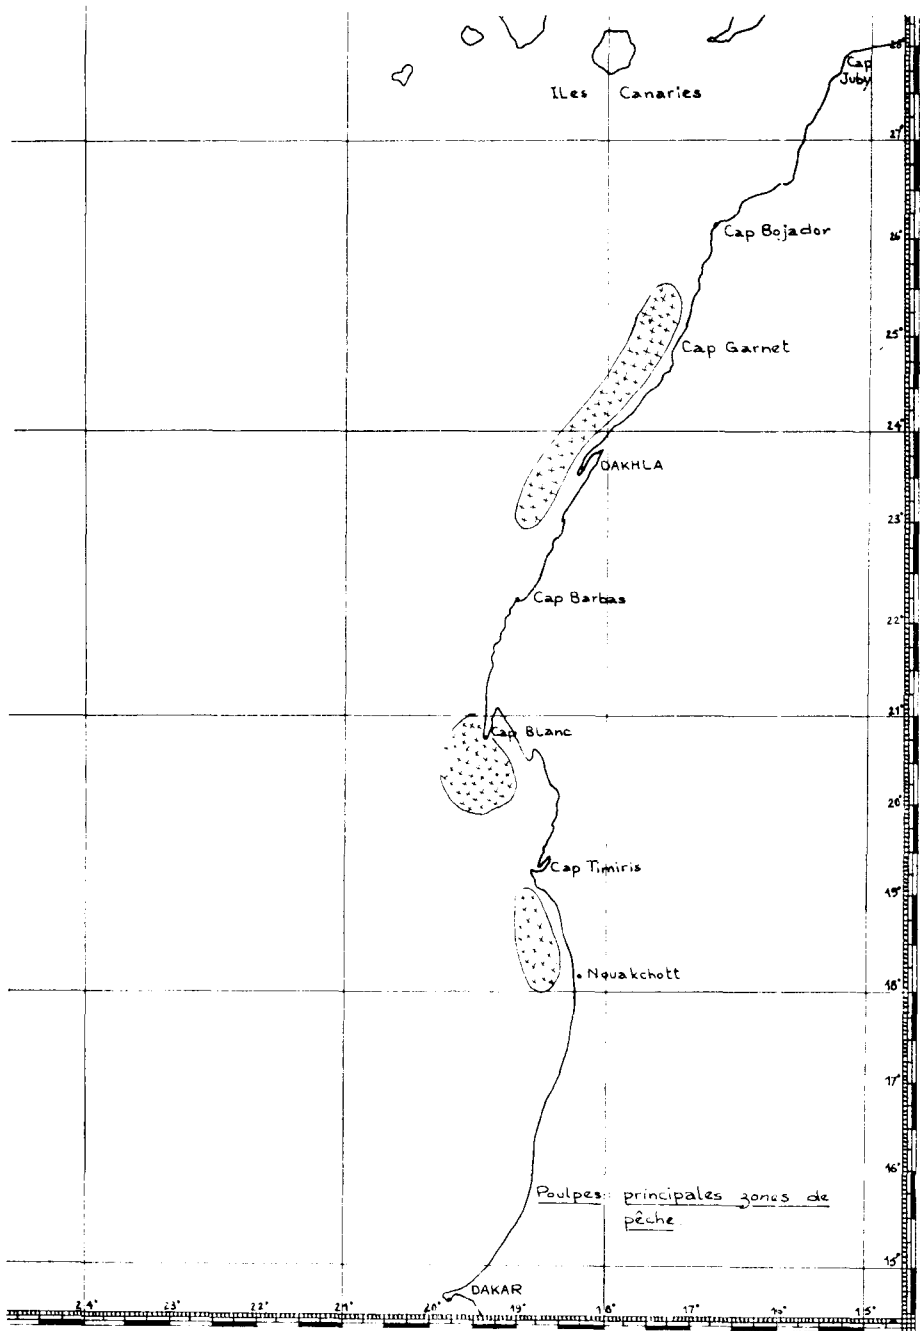 Iles Canaries
Cap
Juby
28°
27°
Cap Bojador
26°
25°
Cap Garnet
24°
DAKHLA
23°
Cap Barbas
22°
21°
Cap Blanc
20°
Cap Timiris
19°
Nouakchott
18°
17°
16°
Poulpes: principales zones de
pêche
15°
DAKAR
24° 23° 22° 21° 20° 19° 18° 17° 16° 15°